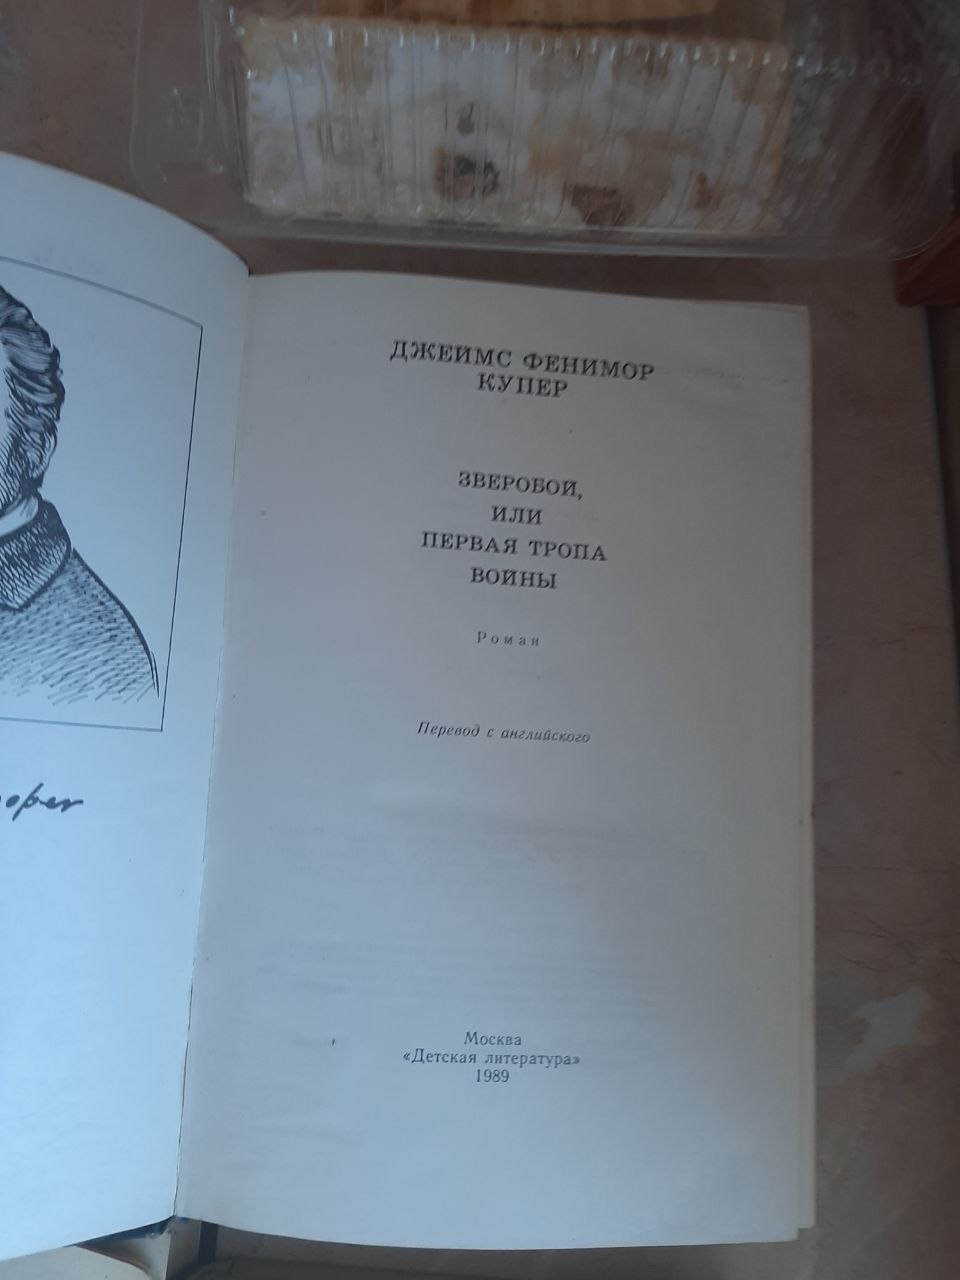 ДЖЕЙМС ФЕНИМОР
КУПЕР
ЗВЕРОБОЙ,
ИЛИ
ПЕРВАЯ ТРОПА
ВОЙНЫ
Роман
Перевод с английского
Москва
«Детская литература»
1989